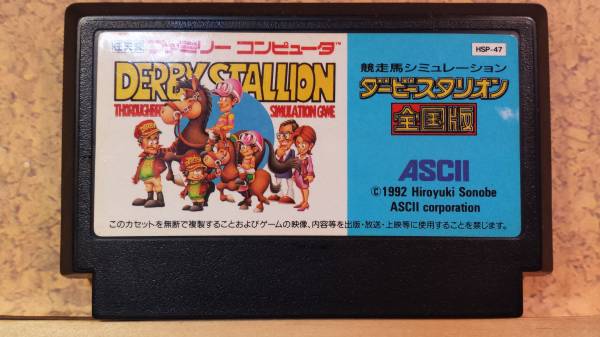 任天堂 ファミリー コンピュータ™
HSP-47
DERBY STALLION
THOROUGHBRED SIMULATION GAME
競走馬シミュレーション
ダービースタリオン
全国版
ASCII
©1992 Hiroyuki Sonobe
ASCII corporation
このカセットを無断で複製することおよびゲームの映像、内容等を出版・放送・上映等に使用することを禁じます。